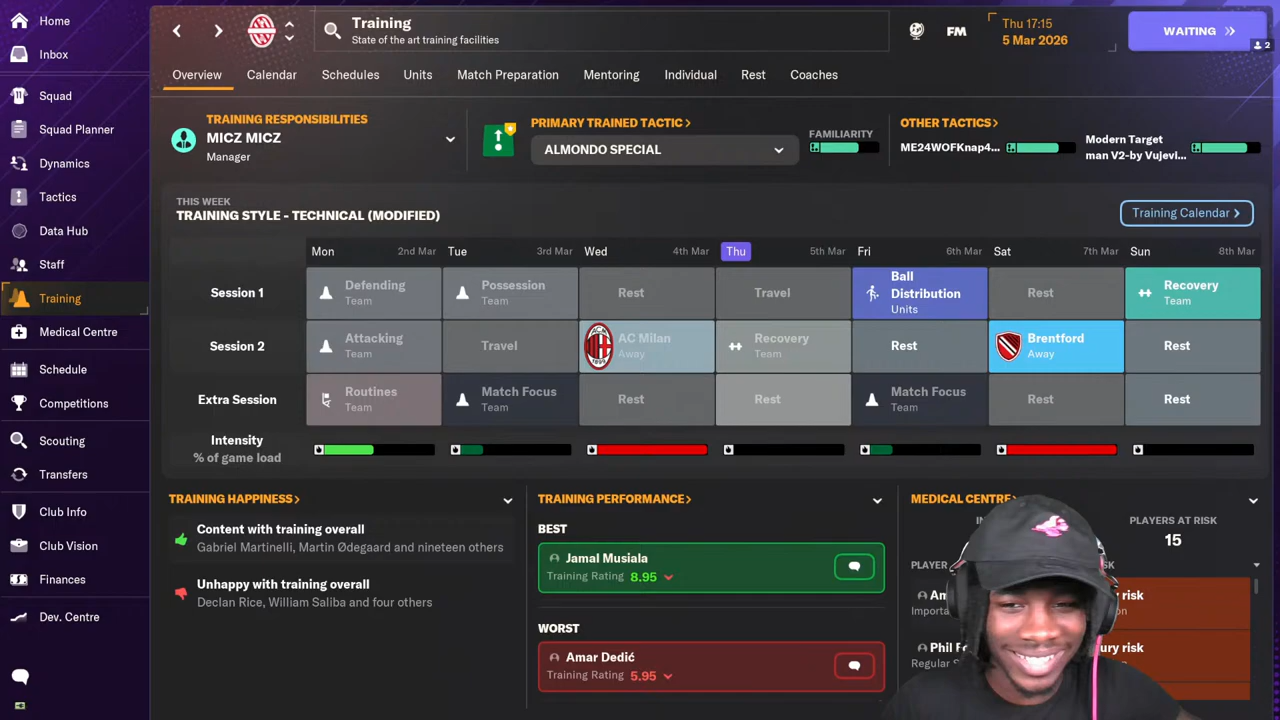 Home
Inbox
Squad
Squad Planner
Dynamics
Tactics
Data Hub
Staff
Training
Medical Centre
Schedule
Competitions
Scouting
Transfers
Club Info
Club Vision
Finances
Dev. Centre
Training
State of the art training facilities
FM
Thu 17:15
5 Mar 2026
WAITING
2
Overview
Calendar
Schedules
Units
Match Preparation
Mentoring
Individual
Rest
Coaches
TRAINING RESPONSIBILITIES
MICZ MICZ
Manager
PRIMARY TRAINED TACTIC >
ALMONDO SPECIAL
FAMILIARITY
OTHER TACTICS >
ME24WOFKnap4...
Modern Target
man V2-by Vujevi...
THIS WEEK
TRAINING STYLE - TECHNICAL (MODIFIED)
Training Calendar >
Mon 2nd Mar
Tue 3rd Mar
Wed 4th Mar
Thu 5th Mar
Fri 6th Mar
Sat 7th Mar
Sun 8th Mar
Session 1
Defending
Team
Possession
Team
Rest
Travel
Ball
Distribution
Units
Rest
Recovery
Team
Session 2
Attacking
Team
Travel
AC Milan
Away
Recovery
Team
Rest
Brentford
Away
Rest
Extra Session
Routines
Team
Match Focus
Team
Rest
Rest
Match Focus
Team
Rest
Rest
Intensity
% of game load
TRAINING HAPPINESS >
Content with training overall
Gabriel Martinelli, Martin Ødegaard and nineteen others
Unhappy with training overall
Declan Rice, William Saliba and four others
TRAINING PERFORMANCE >
BEST
Jamal Musiala
Training Rating 8.95
WORST
Amar Dedić
Training Rating 5.95
MEDICAL CENTRE
PLAYERS AT RISK
15
PLAYER
Am
Importa
risk
Phil
Regular S
risk